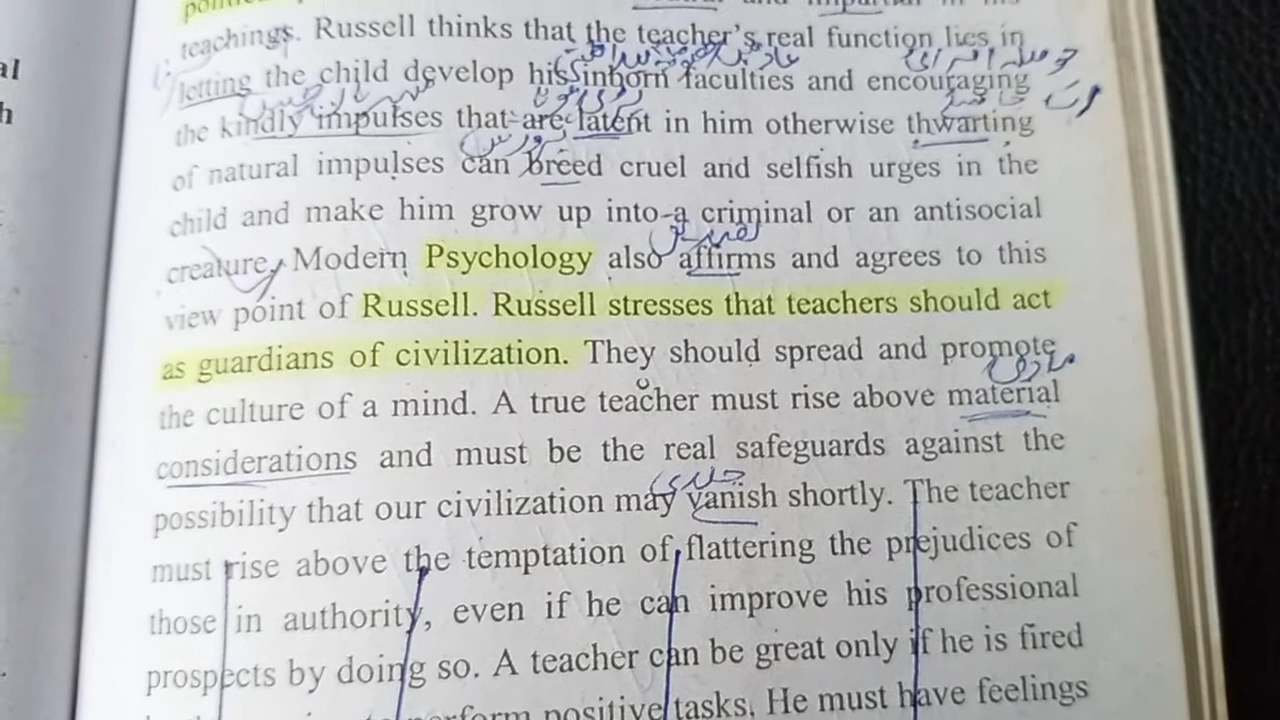 teachings. Russell thinks that the teacher's real function lies in
letting the child develop his inborn faculties and encouraging
the kindly impulses that are latent in him otherwise thwarting
of natural impulses can breed cruel and selfish urges in the
child and make him grow up into a criminal or an antisocial
creature. Modern Psychology also affirms and agrees to this
view point of Russell. Russell stresses that teachers should act
as guardians of civilization. They should spread and promote
the culture of a mind. A true teacher must rise above material
considerations and must be the real safeguards against the
possibility that our civilization may vanish shortly. The teacher
must rise above the temptation of flattering the prejudices of
those in authority, even if he can improve his professional
prospects by doing so. A teacher can be great only if he is fired
perform positive tasks. He must have feelings